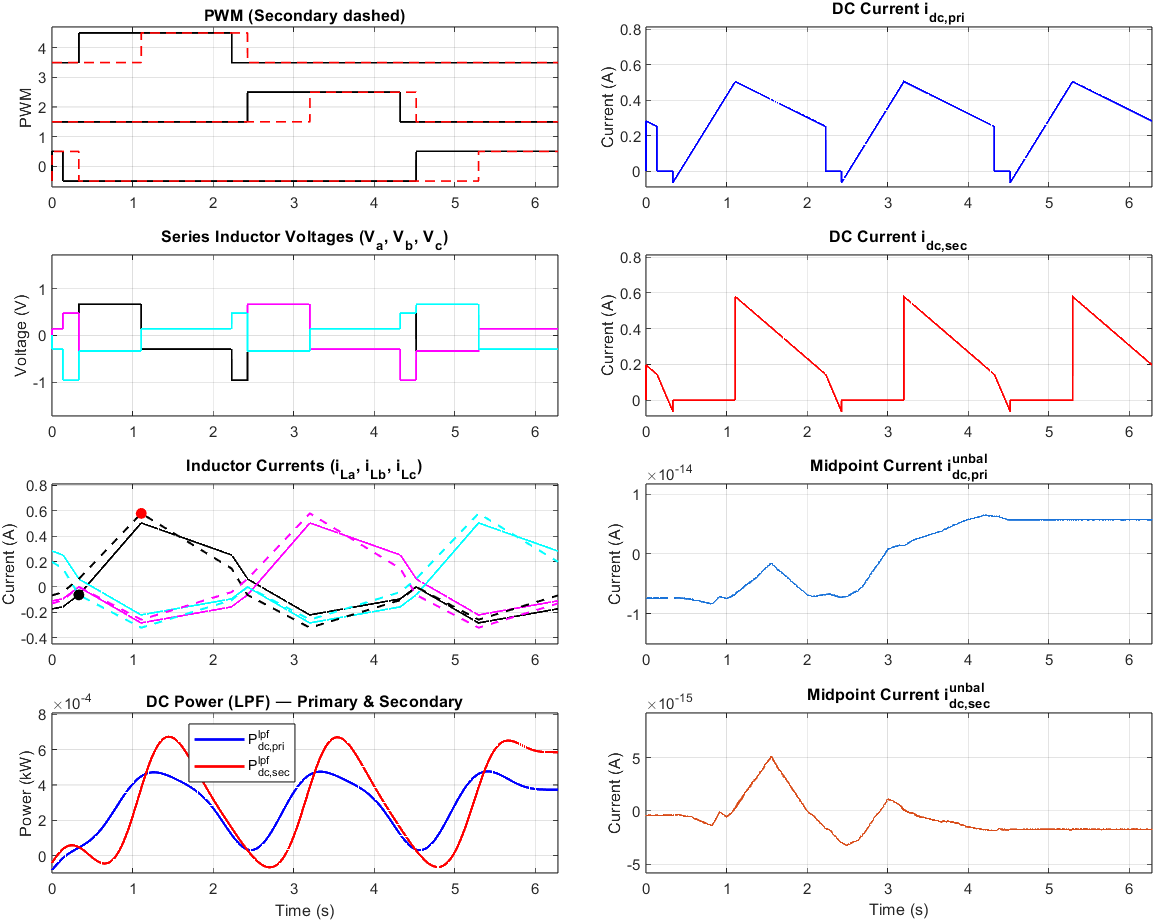 PWM (Secondary dashed)
PWM
4
3
2
1
0
0 1 2 3 4 5 6
DC Current i_dc,pri
Current (A)
0.8
0.6
0.4
0.2
0
0 1 2 3 4 5 6
Series Inductor Voltages (V_a, V_b, V_c)
Voltage (V)
1
0
-1
0 1 2 3 4 5 6
DC Current i_dc,sec
Current (A)
0.8
0.6
0.4
0.2
0
0 1 2 3 4 5 6
Inductor Currents (i_La, i_Lb, i_Lc)
Current (A)
0.8
0.6
0.4
0.2
0
-0.2
-0.4
0 1 2 3 4 5 6
Midpoint Current i_dc,pri^unbal
×10^-14
Current (A)
1
0
-1
0 1 2 3 4 5 6
DC Power (LPF) — Primary & Secondary
×10^-4
Power (kW)
8
6
4
2
0
P_dc,pri^lpf
P_dc,sec^lpf
0 1 2 3 4 5 6
Time (s)
Midpoint Current i_dc,sec^unbal
×10^-15
Current (A)
5
0
-5
0 1 2 3 4 5 6
Time (s)